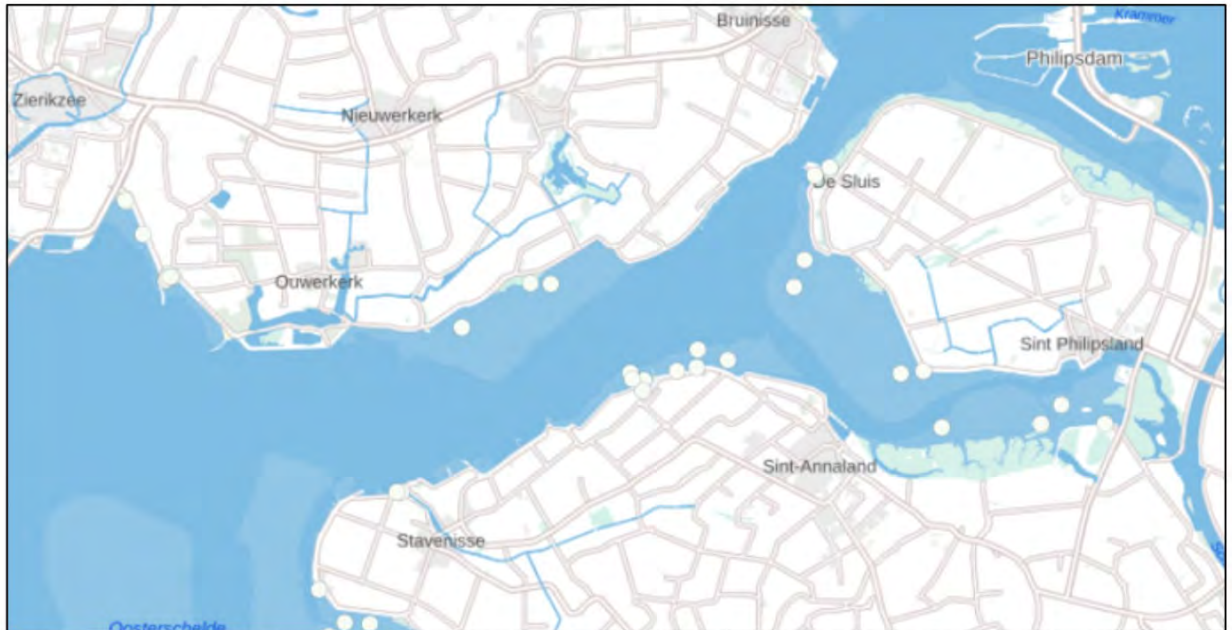 Krammer
Bruinisse
Philipsdam
Zierikzee
Nieuwerkerk
De Sluis
Ouwerkerk
Sint Philipsland
Sint-Annaland
Stavenisse
Oosterschelde